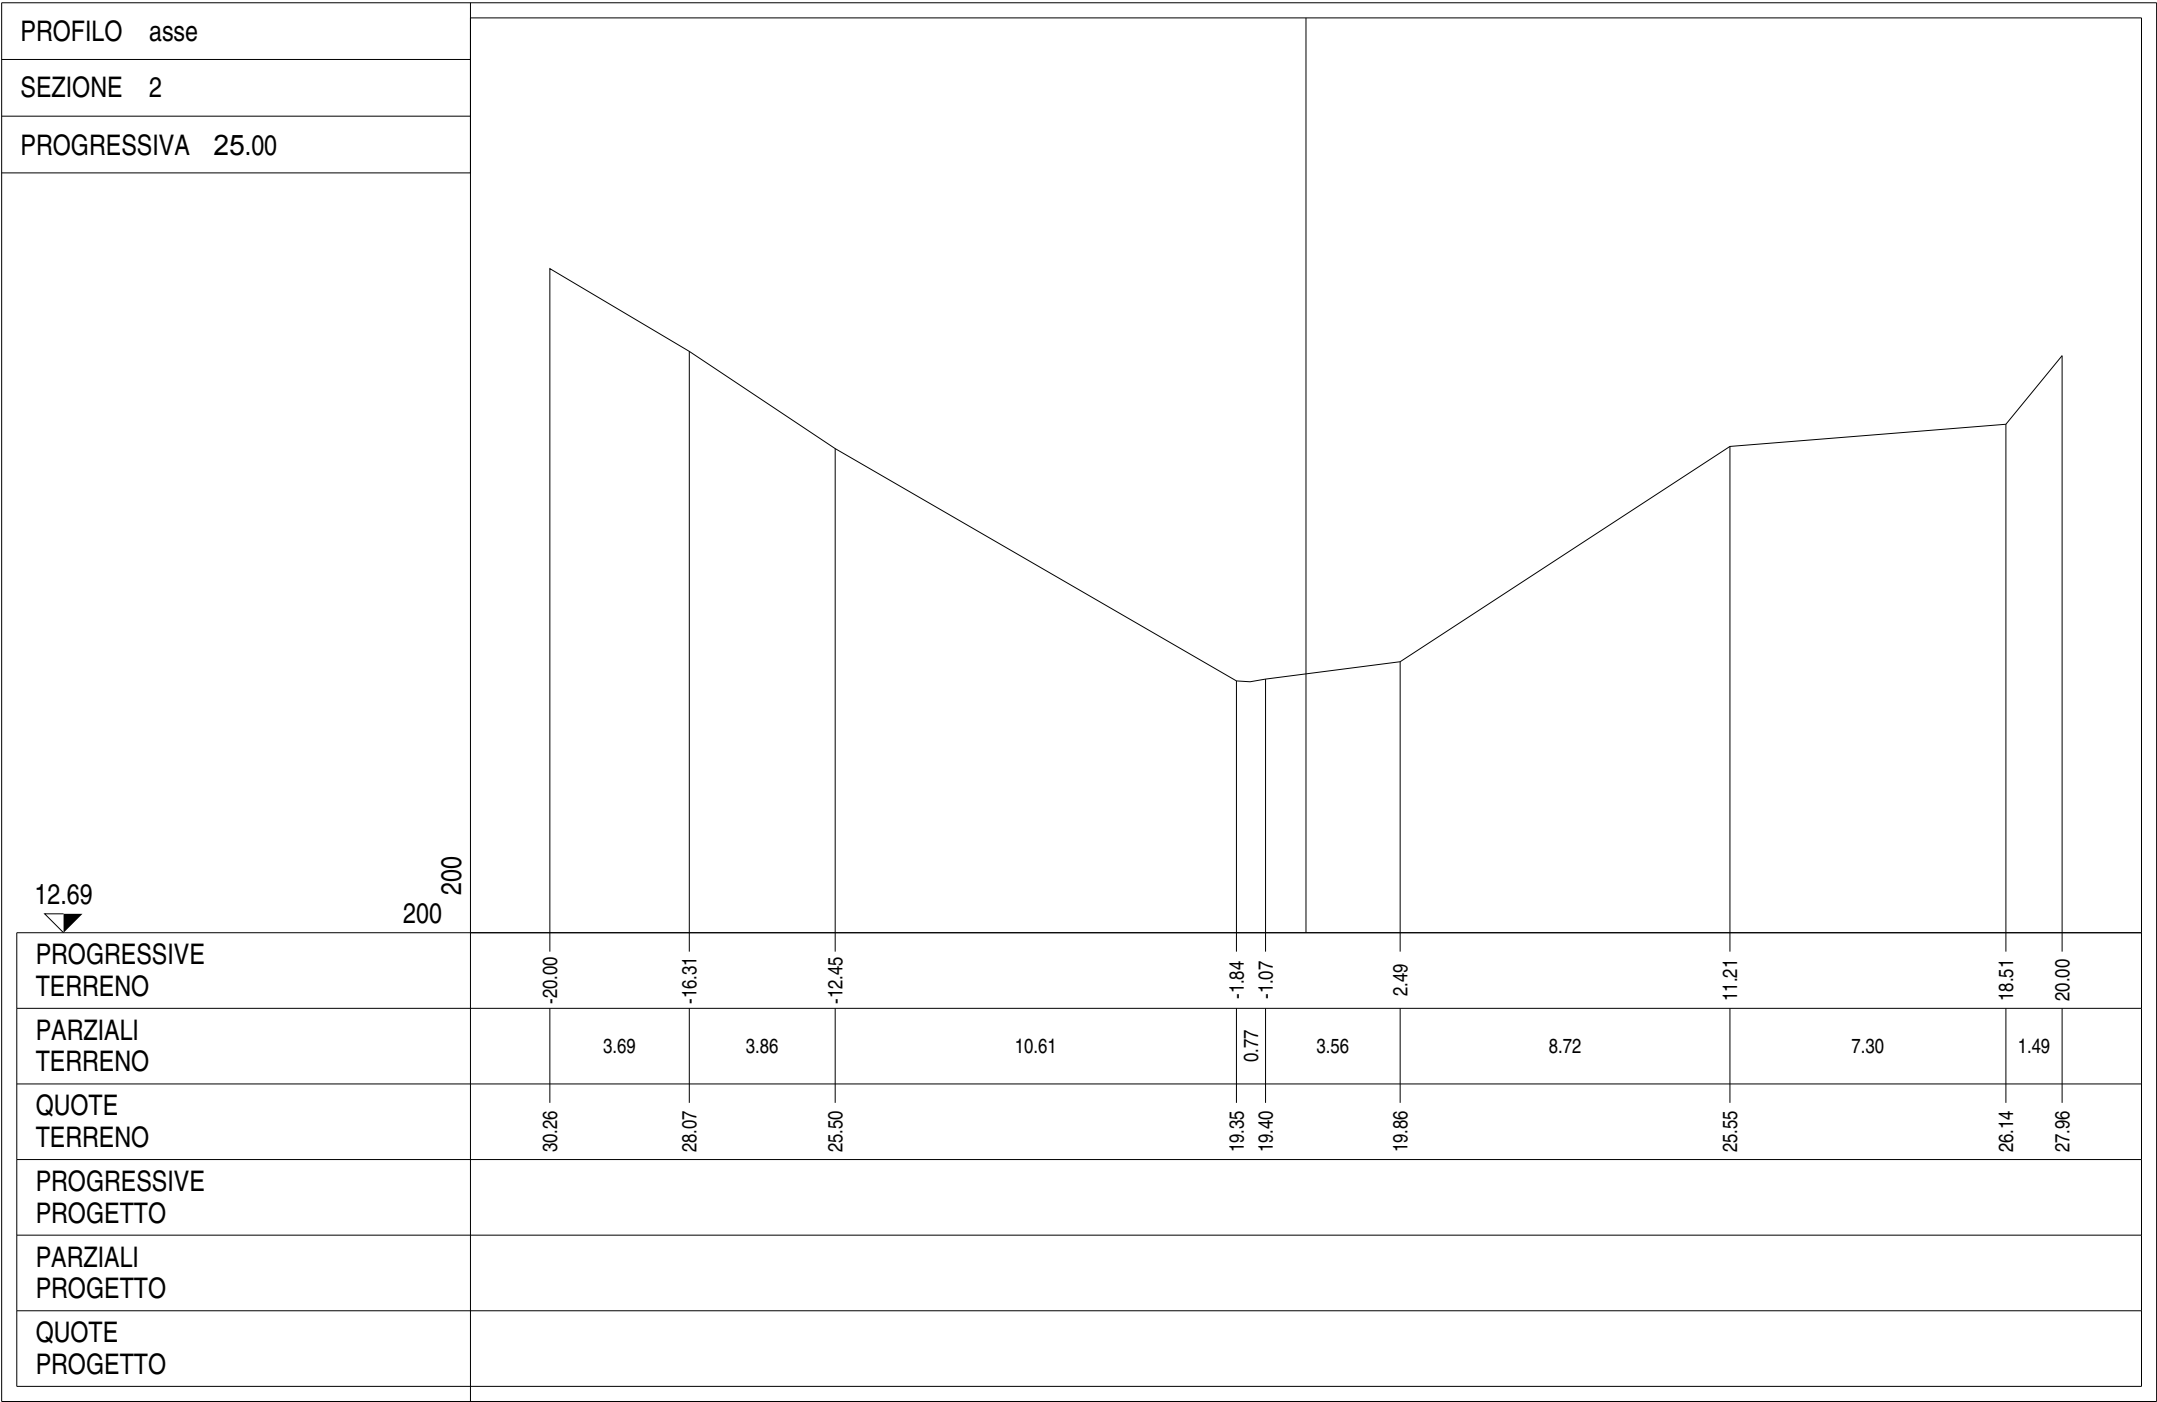 PROFILO asse
SEZIONE 2
PROGRESSIVA 25.00
200
12.69
200
PROGRESSIVE
TERRENO
-20.00 -16.31 -12.45 -1.84 -1.07 2.49 11.21 18.51 20.00
PARZIALI
TERRENO
3.69 3.86 10.61 0.77 3.56 8.72 7.30 1.49
QUOTE
TERRENO
30.26 28.07 25.50 19.35 19.40 19.86 25.55 26.14 27.96
PROGRESSIVE
PROGETTO
PARZIALI
PROGETTO
QUOTE
PROGETTO